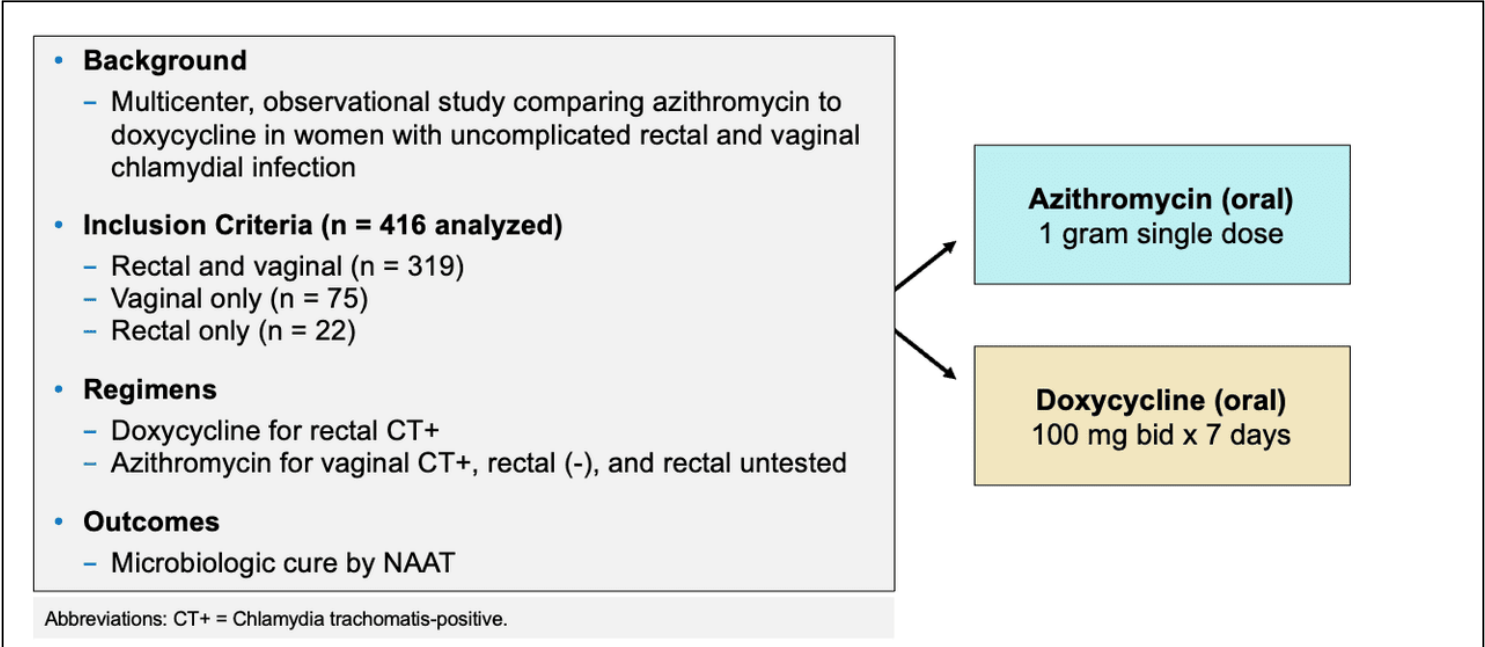 • Background
– Multicenter, observational study comparing azithromycin to
doxycycline in women with uncomplicated rectal and vaginal
chlamydial infection
• Inclusion Criteria (n = 416 analyzed)
– Rectal and vaginal (n = 319)
– Vaginal only (n = 75)
– Rectal only (n = 22)
• Regimens
– Doxycycline for rectal CT+
– Azithromycin for vaginal CT+, rectal (-), and rectal untested
• Outcomes
– Microbiologic cure by NAAT
Abbreviations: CT+ = Chlamydia trachomatis-positive.
Azithromycin (oral)
1 gram single dose
Doxycycline (oral)
100 mg bid x 7 days